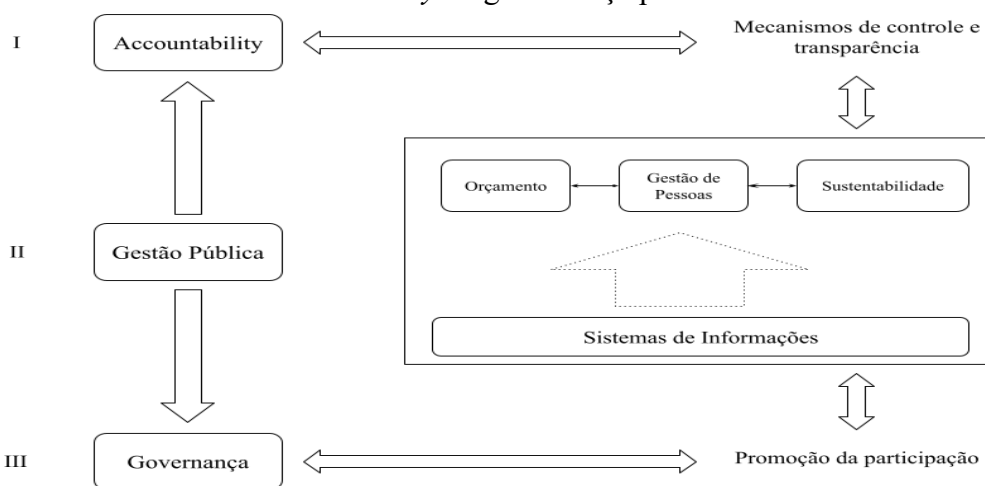 I
Accountability
Mecanismos de controle e
transparência
Orçamento
Gestão de
Pessoas
Sustentabilidade
II
Gestão Pública
Sistemas de Informações
III
Governança
Promoção da participação